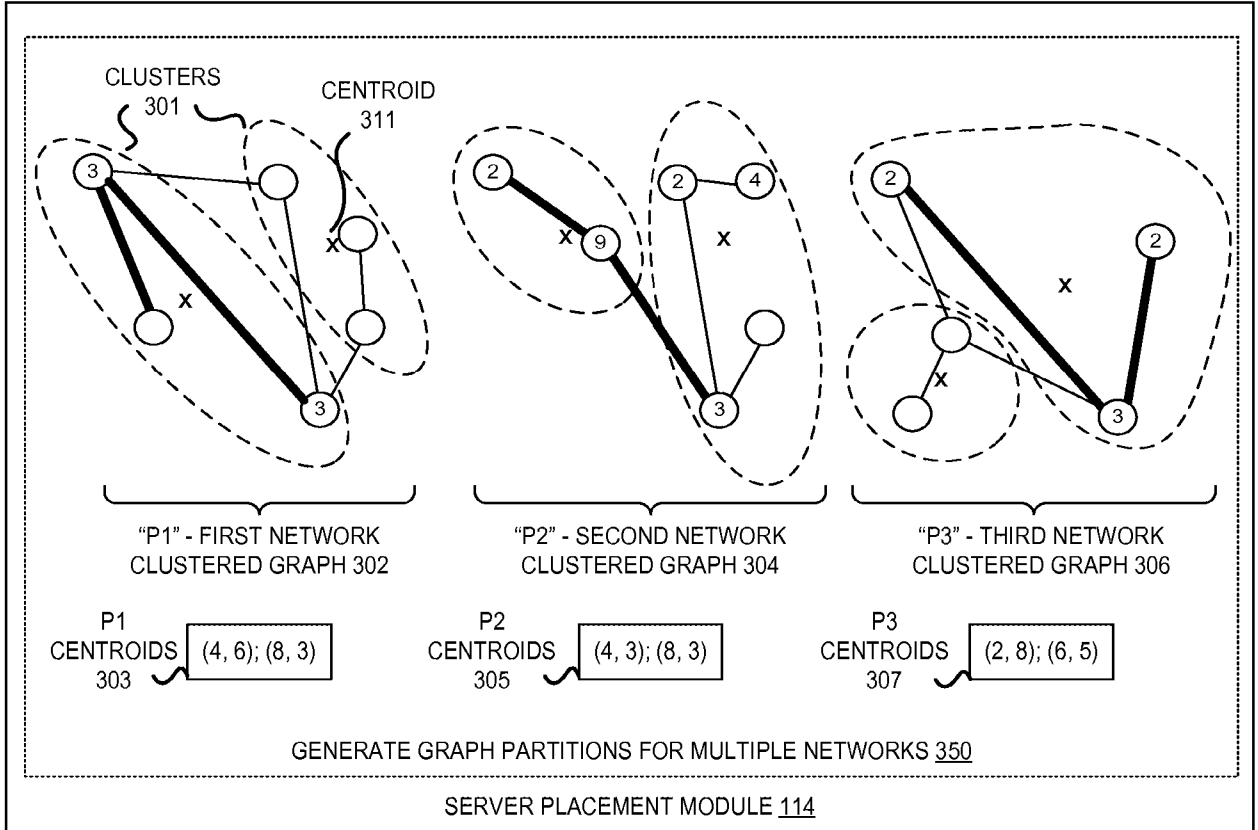 CLUSTERS
301
CENTROID
311
3
3
X
X
2
9
2
4
3
X
X
2
2
3
X
X
"P1" - FIRST NETWORK
CLUSTERED GRAPH 302
"P2" - SECOND NETWORK
CLUSTERED GRAPH 304
"P3" - THIRD NETWORK
CLUSTERED GRAPH 306
P1
CENTROIDS
303
(4, 6); (8, 3)
P2
CENTROIDS
305
(4, 3); (8, 3)
P3
CENTROIDS
307
(2, 8); (6, 5)
GENERATE GRAPH PARTITIONS FOR MULTIPLE NETWORKS 350
SERVER PLACEMENT MODULE 114